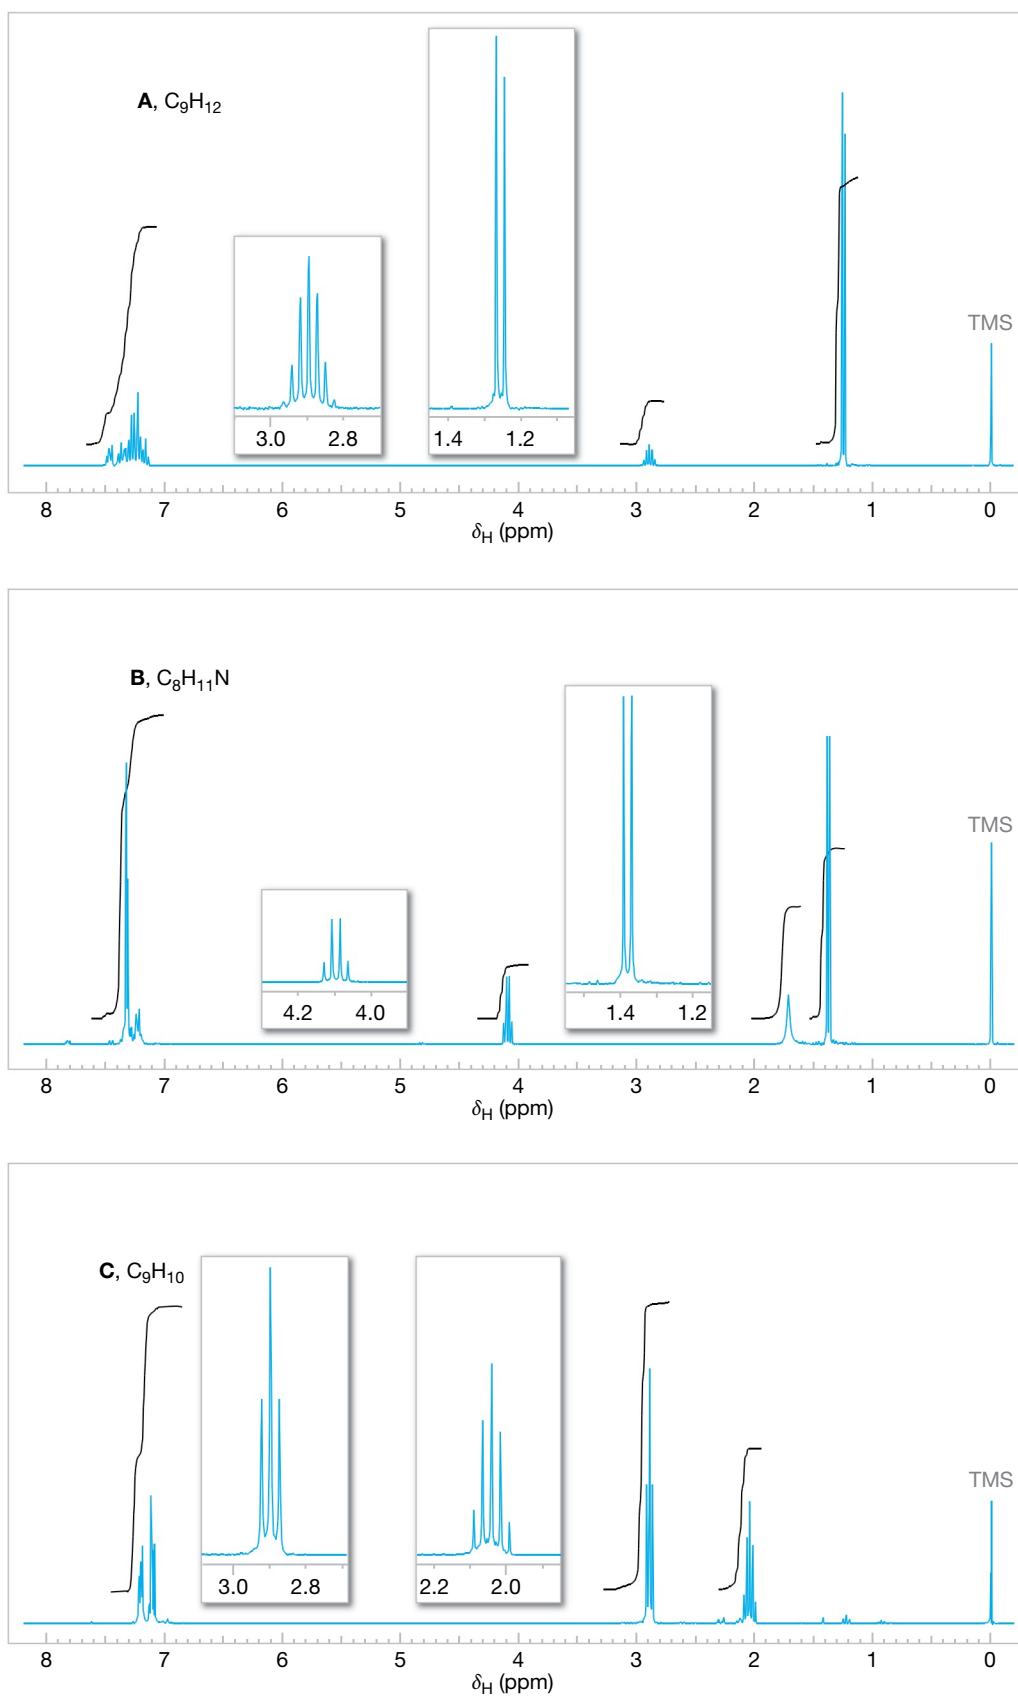 A, C₉H₁₂
TMS
3.0 2.8
1.4 1.2
8 7 6 5 4 3 2 1 0
δH (ppm)
B, C₈H₁₁N
TMS
4.2 4.0
1.4 1.2
8 7 6 5 4 3 2 1 0
δH (ppm)
C, C₉H₁₀
TMS
3.0 2.8
2.2 2.0
8 7 6 5 4 3 2 1 0
δH (ppm)